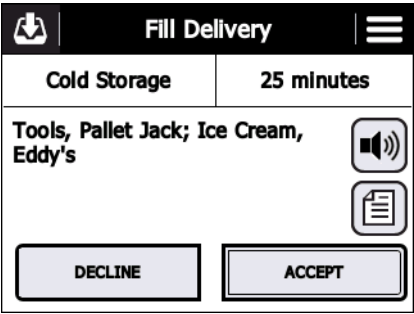 Fill Delivery
Cold Storage
25 minutes
Tools, Pallet Jack; Ice Cream,
Eddy's
DECLINE
ACCEPT